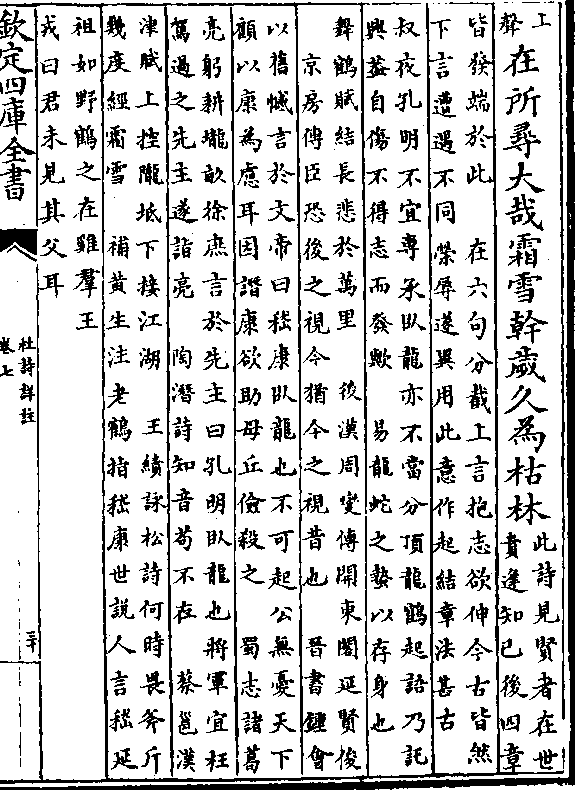 上聲在所尋大哉霜雪幹歲久為枯林此詩見賢者在世
貴逢知己後四章
皆發端於此　在六句分截上言抱志欲伸今古皆然
下言遭遇不同　榮辱遂異用此意作起結章法甚古
叔夜孔明不宜專承臥龍亦不當分頂龍鶴起語乃託
興蓋自傷不得志而發歟　易龍蛇之蟄以存身也
舞鶴賦結長悲於萬里　後漢周燮傳開東閣延賢俊
京房傳臣恐後之視今猶今之視昔也　晉書鍾會
以舊憾言於文帝曰嵇康臥龍也不可起公無憂天下
顧以康為慮耳因譖康欲助母丘儉殺之　蜀志諸葛
亮躬耕壠畝徐庶言於先主曰孔明臥龍也將軍宜枉
駕過之先主遂詣亮　陶潛詩知音苟不存　蔡邕漢
津賦上控隴坻下接江湖　王績詠松詩何時畏斧斤
幾度經霜雪　補黃生注老鶴指嵇康世說人言嵇延
祖如野鶴之在雞羣王
戎曰君未見其父耳
欽定四庫全書
杜詩詳註
卷七